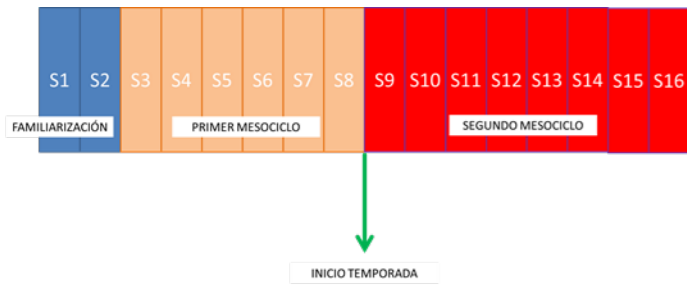 S1 S2 S3 S4 S5 S6 S7 S8 S9 S10 S11 S12 S13 S14 S15 S16
FAMILIARIZACIÓN PRIMER MESOCICLO SEGUNDO MESOCICLO
INICIO TEMPORADA